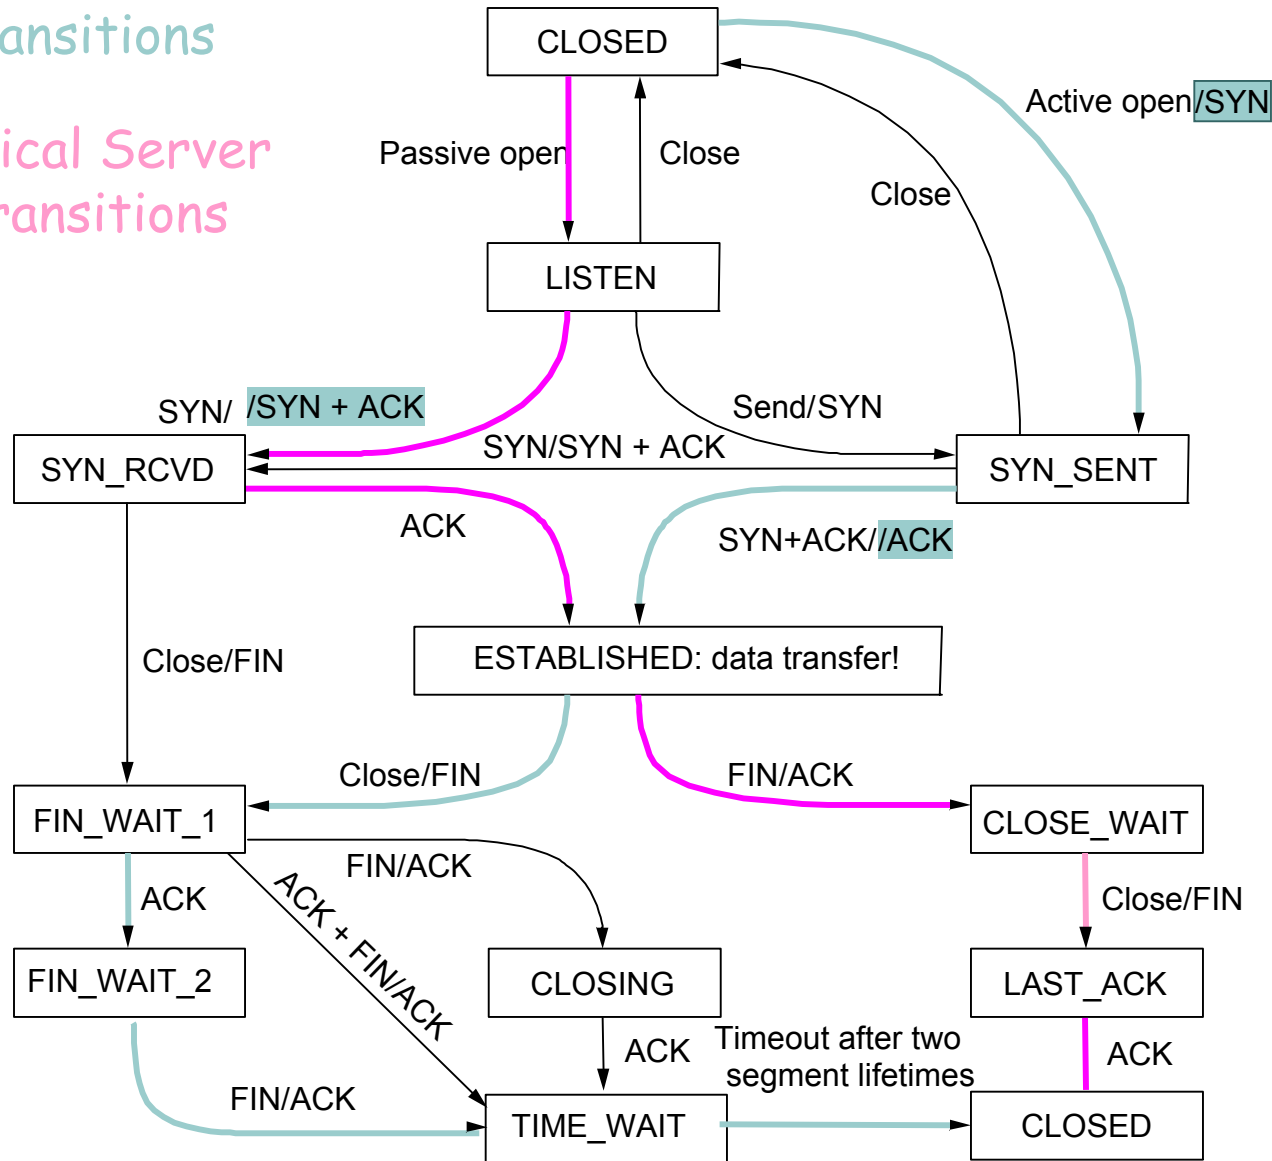 ansitions
CLOSED
Active open/SYN
ical Server
ransitions
Passive open
Close
Close
LISTEN
SYN/ /SYN + ACK
Send/SYN
SYN/SYN + ACK
SYN_RCVD
SYN_SENT
ACK
SYN+ACK//ACK
ESTABLISHED: data transfer!
Close/FIN
Close/FIN
FIN/ACK
FIN_WAIT_1
CLOSE_WAIT
FIN/ACK
ACK
ACK + FIN/ACK
Close/FIN
FIN_WAIT_2
CLOSING
LAST_ACK
ACK
Timeout after two
segment lifetimes
ACK
FIN/ACK
TIME_WAIT
CLOSED